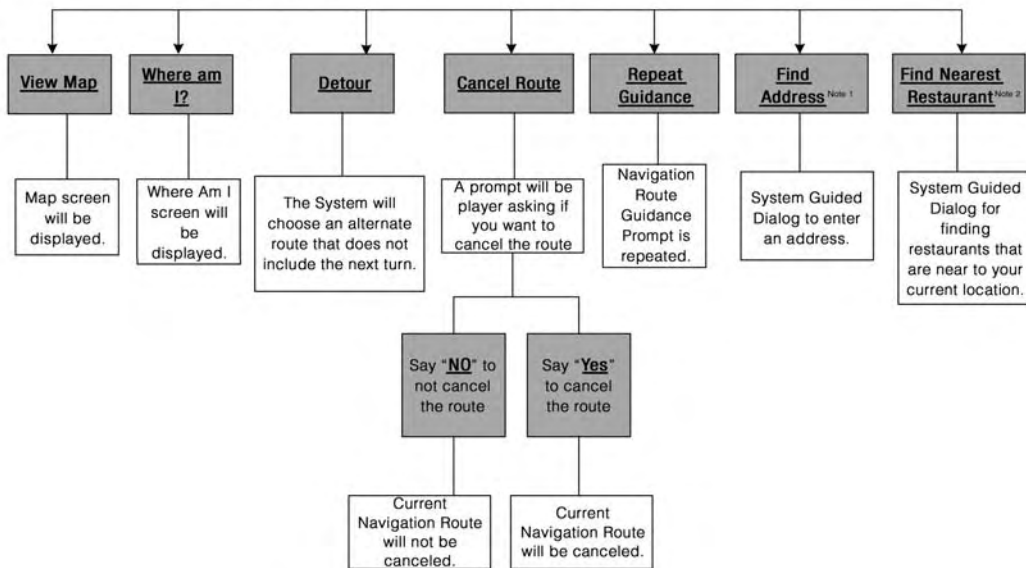 View Map
Where am
I?
Detour
Cancel Route
Repeat
Guidance
Find
Address Note 1
Find Nearest
Restaurant Note 2
Map screen
will be
displayed.
Where Am I
screen will
be
displayed.
The System will
choose an alternate
route that does not
include the next turn.
A prompt will be
player asking if
you want to
cancel the route
Navigation
Route
Guidance
Prompt is
repeated.
System Guided
Dialog to enter
an address.
System Guided
Dialog for
finding
restaurants that
are near to your
current location.
Say "NO" to
not cancel
the route
Say "Yes"
to cancel
the route
Current
Navigation Route
will not be
canceled.
Current
Navigation Route
will be canceled.